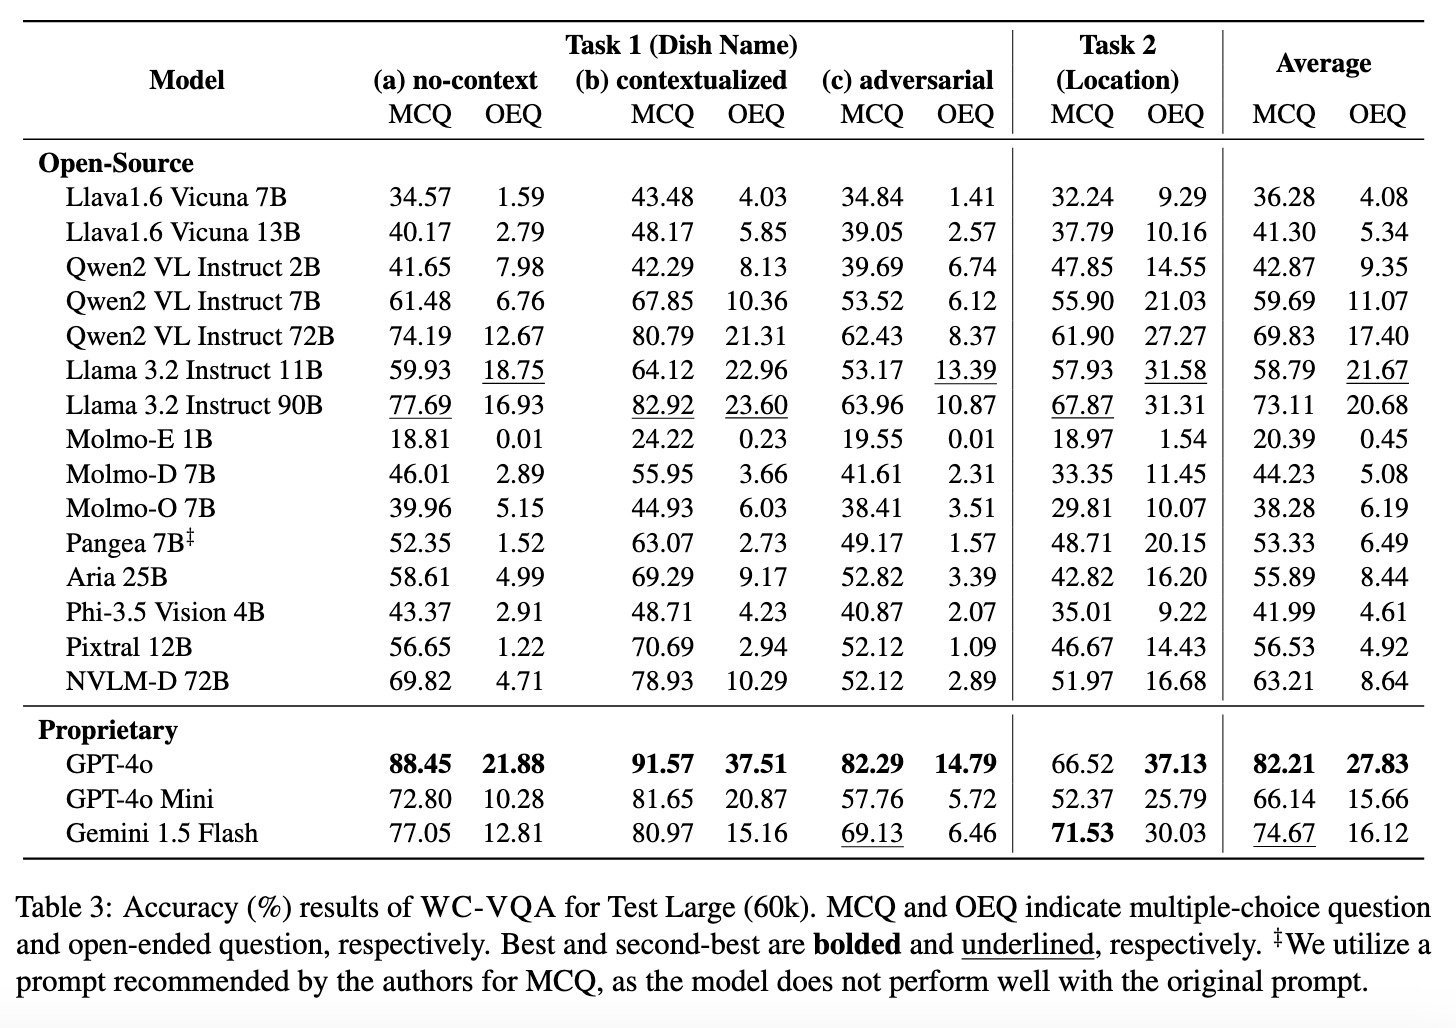 Task 1 (Dish Name) Task 2
Model (a) no-context (b) contextualized (c) adversarial (Location) Average
MCQ OEQ MCQ OEQ MCQ OEQ MCQ OEQ MCQ OEQ
Open-Source
Llava1.6 Vicuna 7B 34.57 1.59 43.48 4.03 34.84 1.41 32.24 9.29 36.28 4.08
Llava1.6 Vicuna 13B 40.17 2.79 48.17 5.85 39.05 2.57 37.79 10.16 41.30 5.34
Qwen2 VL Instruct 2B 41.65 7.98 42.29 8.13 39.69 6.74 47.85 14.55 42.87 9.35
Qwen2 VL Instruct 7B 61.48 6.76 67.85 10.36 53.52 6.12 55.90 21.03 59.69 11.07
Qwen2 VL Instruct 72B 74.19 12.67 80.79 21.31 62.43 8.37 61.90 27.27 69.83 17.40
Llama 3.2 Instruct 11B 59.93 18.75 64.12 22.96 53.17 13.39 57.93 31.58 58.79 21.67
Llama 3.2 Instruct 90B 77.69 16.93 82.92 23.60 63.96 10.87 67.87 31.31 73.11 20.68
Molmo-E 1B 18.81 0.01 24.22 0.23 19.55 0.01 18.97 1.54 20.39 0.45
Molmo-D 7B 46.01 2.89 55.95 3.66 41.61 2.31 33.35 11.45 44.23 5.08
Molmo-O 7B 39.96 5.15 44.93 6.03 38.41 3.51 29.81 10.07 38.28 6.19
Pangea 7B‡ 52.35 1.52 63.07 2.73 49.17 1.57 48.71 20.15 53.33 6.49
Aria 25B 58.61 4.99 69.29 9.17 52.82 3.39 42.82 16.20 55.89 8.44
Phi-3.5 Vision 4B 43.37 2.91 48.71 4.23 40.87 2.07 35.01 9.22 41.99 4.61
Pixtral 12B 56.65 1.22 70.69 2.94 52.12 1.09 46.67 14.43 56.53 4.92
NVLM-D 72B 69.82 4.71 78.93 10.29 52.12 2.89 51.97 16.68 63.21 8.64
Proprietary
GPT-4o 88.45 21.88 91.57 37.51 82.29 14.79 66.52 37.13 82.21 27.83
GPT-4o Mini 72.80 10.28 81.65 20.87 57.76 5.72 52.37 25.79 66.14 15.66
Gemini 1.5 Flash 77.05 12.81 80.97 15.16 69.13 6.46 71.53 30.03 74.67 16.12
Table 3: Accuracy (%) results of WC-VQA for Test Large (60k). MCQ and OEQ indicate multiple-choice question
and open-ended question, respectively. Best and second-best are bolded and underlined, respectively. ‡We utilize a
prompt recommended by the authors for MCQ, as the model does not perform well with the original prompt.